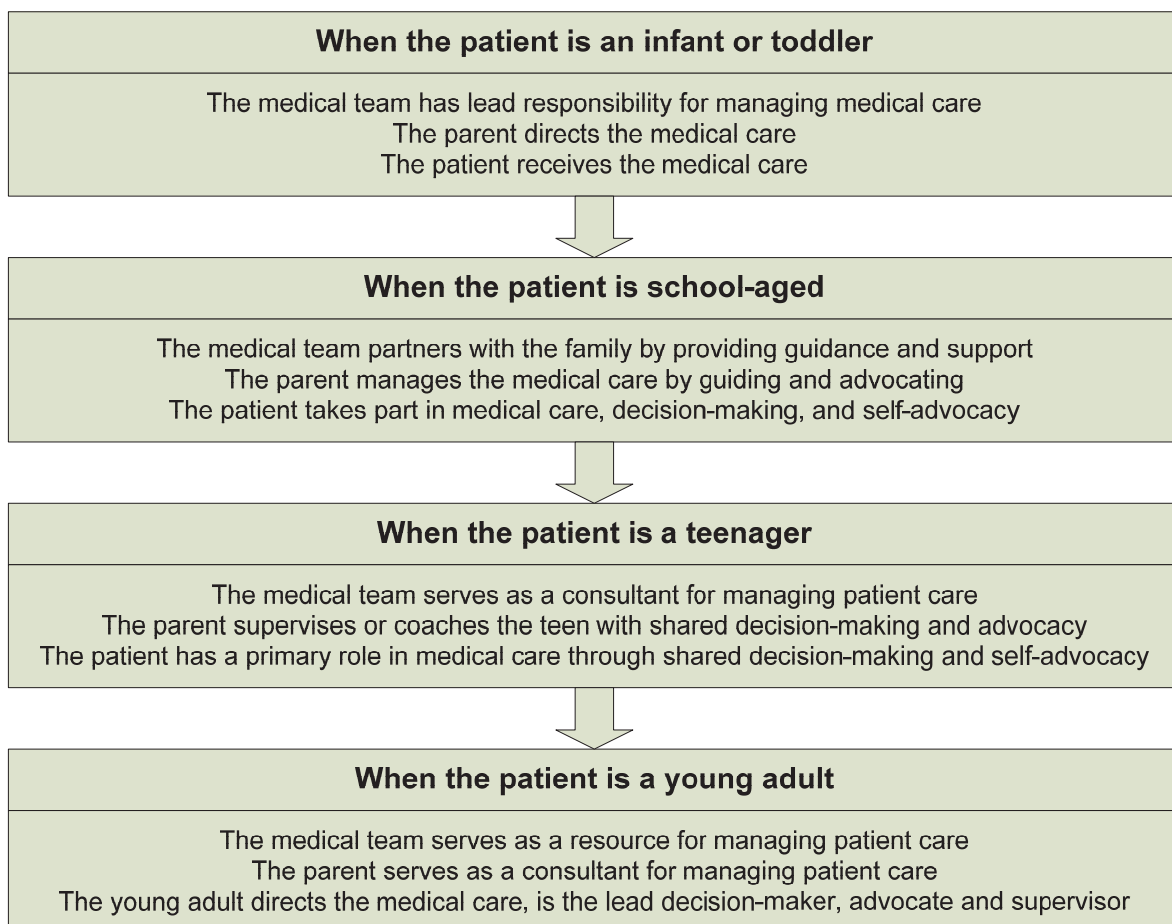 When the patient is an infant or toddler
The medical team has lead responsibility for managing medical care
The parent directs the medical care
The patient receives the medical care
When the patient is school-aged
The medical team partners with the family by providing guidance and support
The parent manages the medical care by guiding and advocating
The patient takes part in medical care, decision-making, and self-advocacy
When the patient is a teenager
The medical team serves as a consultant for managing patient care
The parent supervises or coaches the teen with shared decision-making and advocacy
The patient has a primary role in medical care through shared decision-making and self-advocacy
When the patient is a young adult
The medical team serves as a resource for managing patient care
The parent serves as a consultant for managing patient care
The young adult directs the medical care, is the lead decision-maker, advocate and supervisor